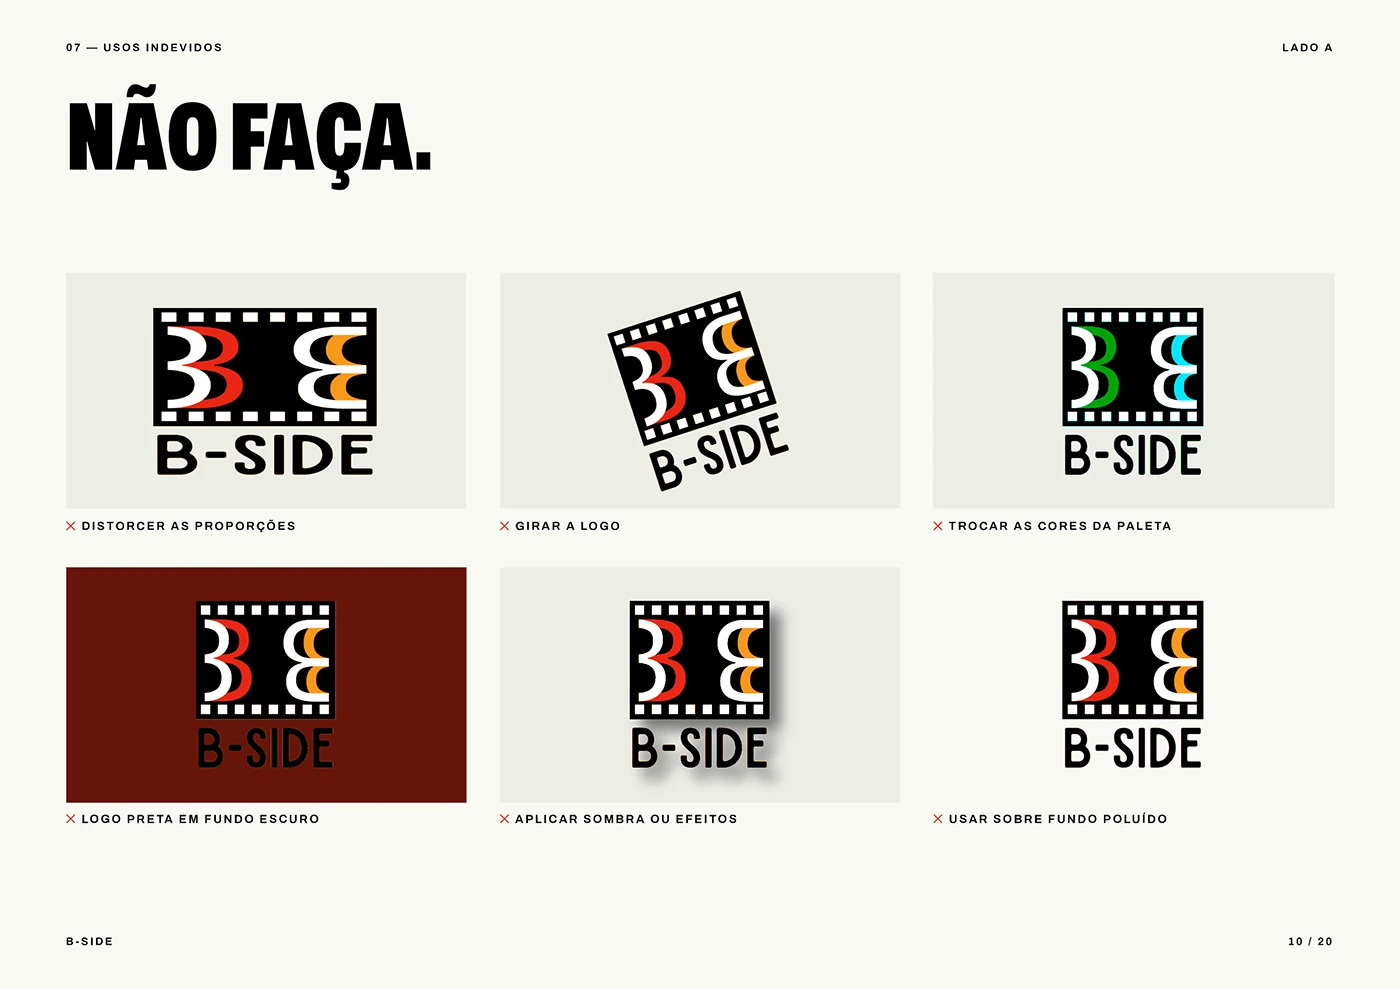 07 — USOS INDEVIDOS
LADO A
NÃO FAÇA.
B-SIDE
B-SIDE
B-SIDE
× DISTORCER AS PROPORÇÕES
× GIRAR A LOGO
× TROCAR AS CORES DA PALETA
B-SIDE
B-SIDE
B-SIDE
× LOGO PRETA EM FUNDO ESCURO
× APLICAR SOMBRA OU EFEITOS
× USAR SOBRE FUNDO POLUÍDO
B-SIDE
10 / 20